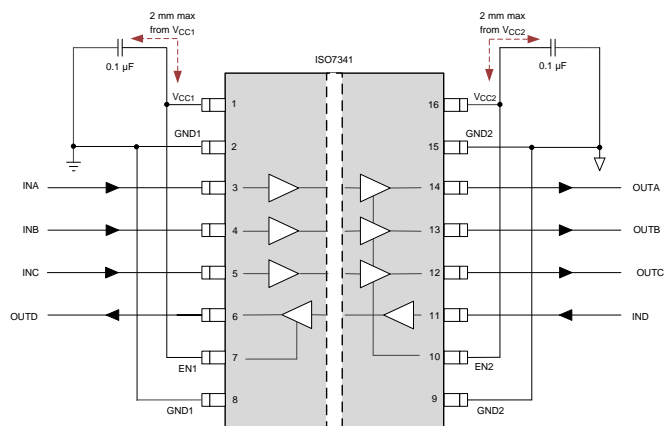 2 mm max
from VCC1
2 mm max
from VCC2
0.1 µF
ISO7341
0.1 µF
VCC1
1
16
VCC2
GND1
2
15
GND2
INA
3
14
OUTA
INB
4
13
OUTB
INC
5
12
OUTC
OUTD
6
11
IND
EN1
7
10
EN2
GND1
8
9
GND2